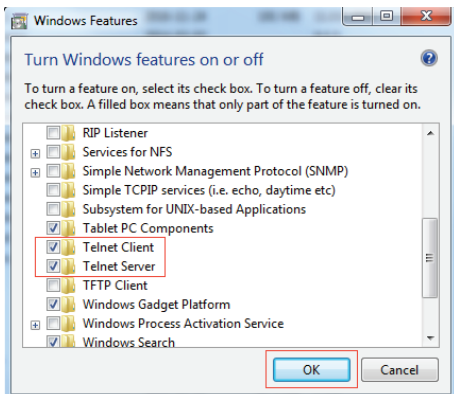 Windows Features
Turn Windows features on or off
To turn a feature on, select its check box. To turn a feature off, clear its
check box. A filled box means that only part of the feature is turned on.
RIP Listener
Services for NFS
Simple Network Management Protocol (SNMP)
Simple TCPIP services (i.e. echo, daytime etc)
Subsystem for UNIX-based Applications
Tablet PC Components
Telnet Client
Telnet Server
TFTP Client
Windows Gadget Platform
Windows Process Activation Service
Windows Search
OK
Cancel